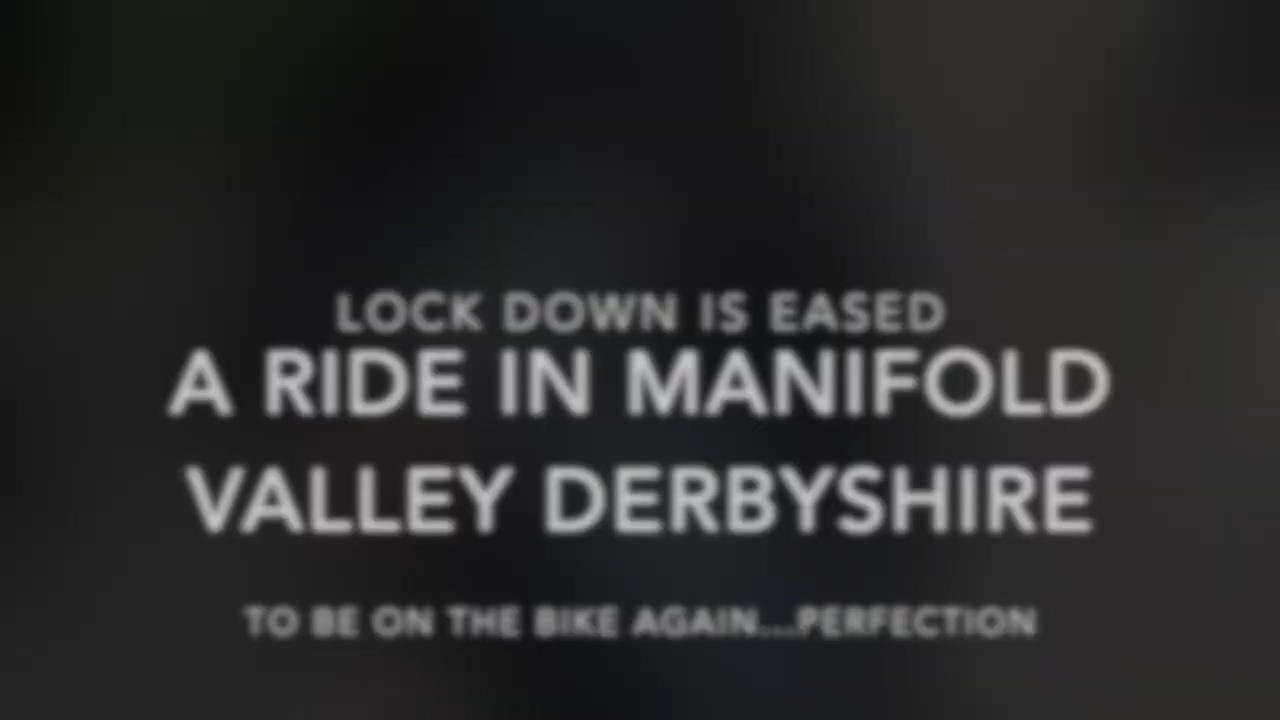 LOCK DOWN IS EASED
A RIDE IN MANIFOLD
VALLEY DERBYSHIRE
TO BE ON THE BIKE AGAIN...PERFECTION